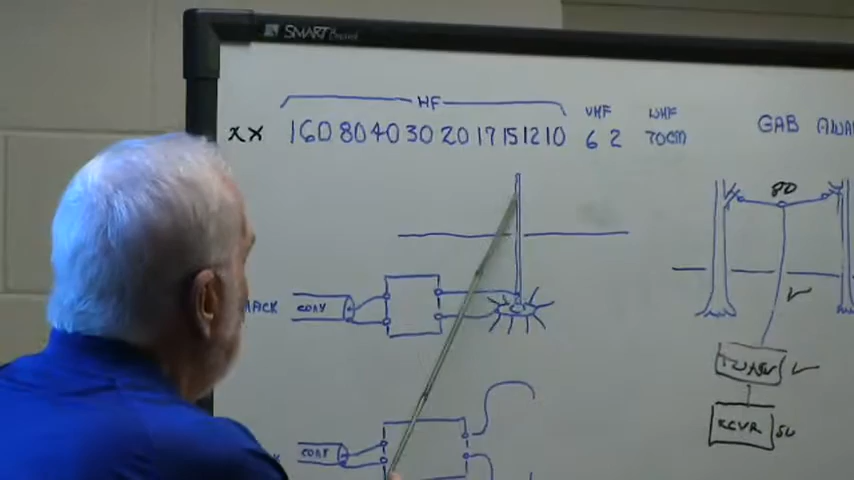 SMART Board
HF VHF UHF
XX 160 80 40 30 20 17 15 12 10 6 2 70cm
GAB
80
COAX
TUNER
RCVR
COAX